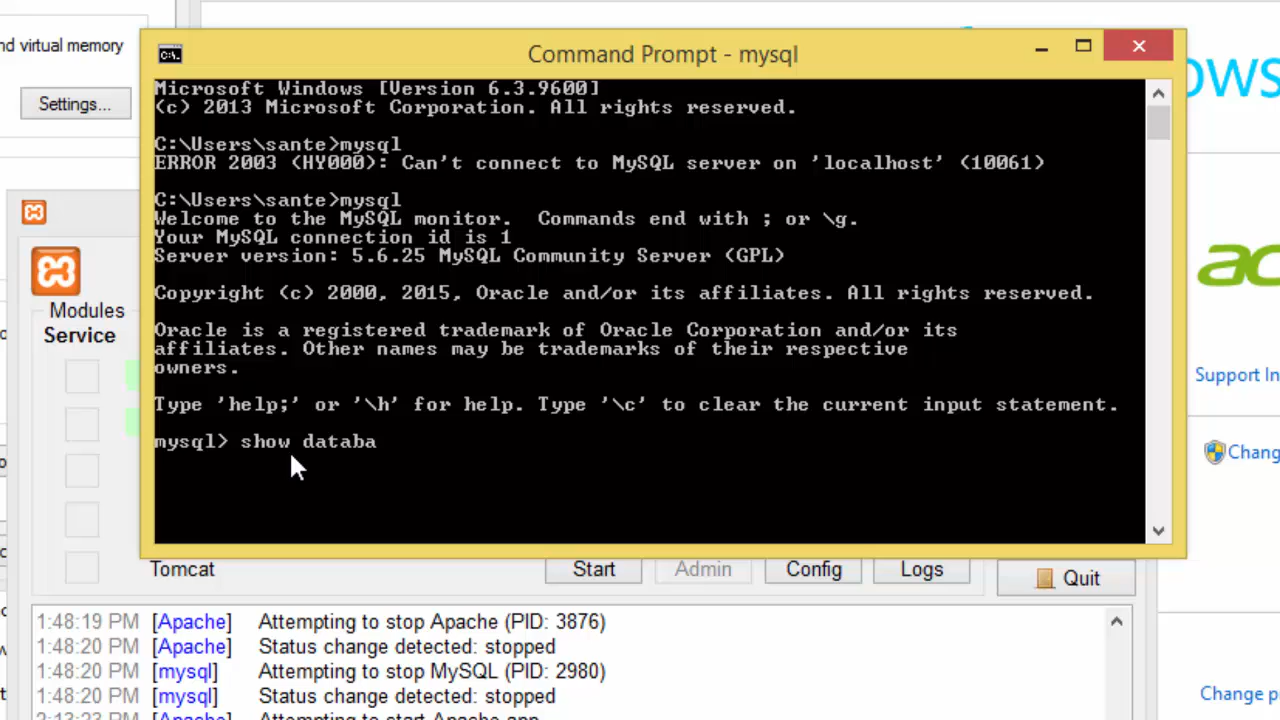 nd virtual memory
Settings...
Command Prompt - mysql
Microsoft Windows [Version 6.3.9600]
(c) 2013 Microsoft Corporation. All rights reserved.
C:\Users\sante>mysql
ERROR 2003 (HY000): Can't connect to MySQL server on 'localhost' (10061)
C:\Users\sante>mysql
Welcome to the MySQL monitor.  Commands end with ; or \g.
Your MySQL connection id is 1
Server version: 5.6.25 MySQL Community Server (GPL)
Copyright (c) 2000, 2015, Oracle and/or its affiliates. All rights reserved.
Oracle is a registered trademark of Oracle Corporation and/or its
affiliates. Other names may be trademarks of their respective
owners.
Type 'help;' or '\h' for help. Type '\c' to clear the current input statement.
mysql> show databa
Modules
Service
ows
ac
Support In
Chang
Change p
Tomcat
Start
Admin
Config
Logs
Quit
1:48:19 PM [Apache] Attempting to stop Apache (PID: 3876)
1:48:20 PM [Apache] Status change detected: stopped
1:48:20 PM [mysql] Attempting to stop MySQL (PID: 2980)
1:48:20 PM [mysql] Status change detected: stopped
2:13:23 PM [Apache] Attempting to start Apache app